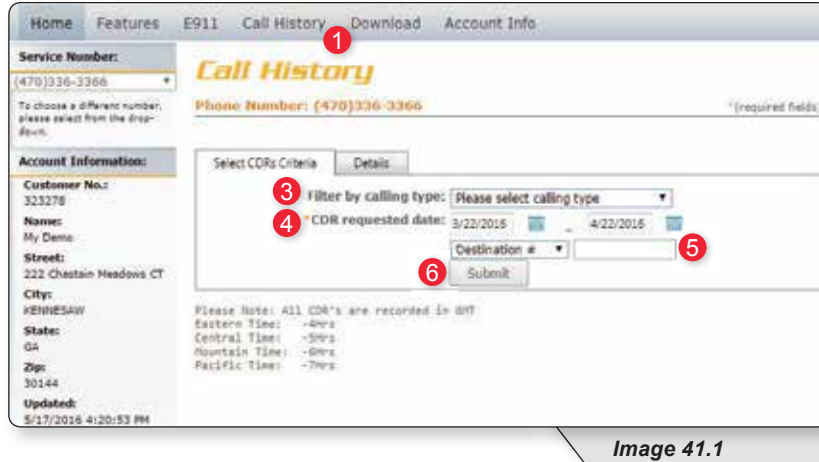 Home Features E911 Call History Download Account Info
1
Service Number:
(470)336-3366
To choose a different number,
please select from the drop-
down.
Account Information:
Customer No.:
323278
Name:
My Demo
Street:
222 Chastain Meadows CT
City:
KENNESAW
State:
GA
Zip:
30144
Updated:
5/17/2016 4:20:53 PM
Call History
Phone Number: (470)336-3366
*(required fields)
Select CDRs Criteria Details
3 Filter by calling type: Please select calling type
4 *CDR requested date: 3/22/2016 - 4/22/2016
Destination # 5
6 Submit
Please Note: All CDR's are recorded in GMT
Eastern Time: -4Hrs
Central Time: -5Hrs
Mountain Time: -6Hrs
Pacific Time: -7Hrs
Image 41.1